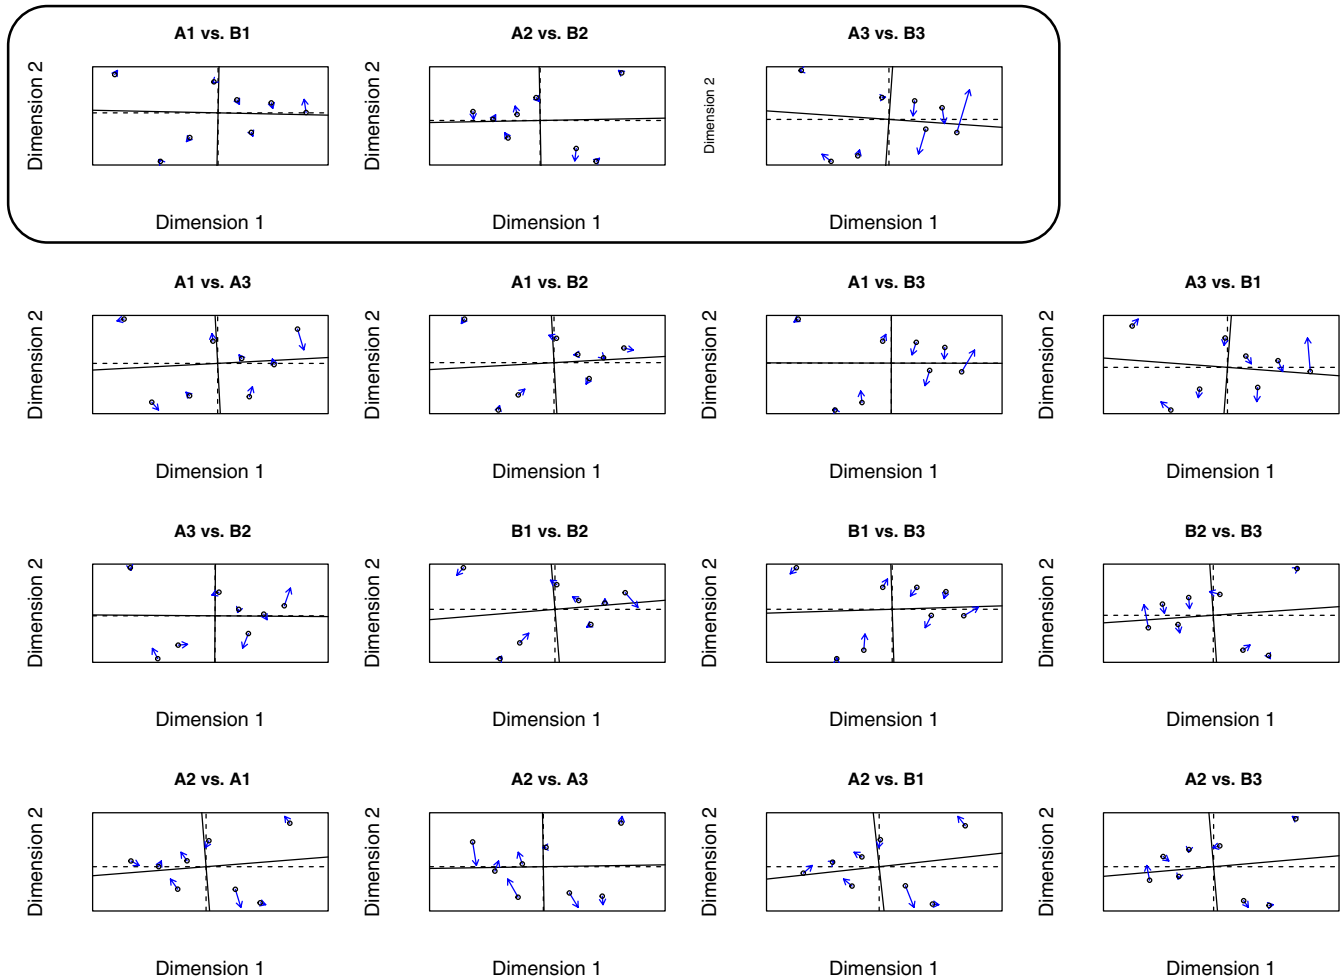 A1 vs. B1
A2 vs. B2
A3 vs. B3
Dimension 2
Dimension 2
Dimension 2
Dimension 1
Dimension 1
Dimension 1
A1 vs. A3
A1 vs. B2
A1 vs. B3
A3 vs. B1
Dimension 2
Dimension 2
Dimension 2
Dimension 2
Dimension 1
Dimension 1
Dimension 1
Dimension 1
A3 vs. B2
B1 vs. B2
B1 vs. B3
B2 vs. B3
Dimension 2
Dimension 2
Dimension 2
Dimension 2
Dimension 1
Dimension 1
Dimension 1
Dimension 1
A2 vs. A1
A2 vs. A3
A2 vs. B1
A2 vs. B3
Dimension 2
Dimension 2
Dimension 2
Dimension 2
Dimension 1
Dimension 1
Dimension 1
Dimension 1